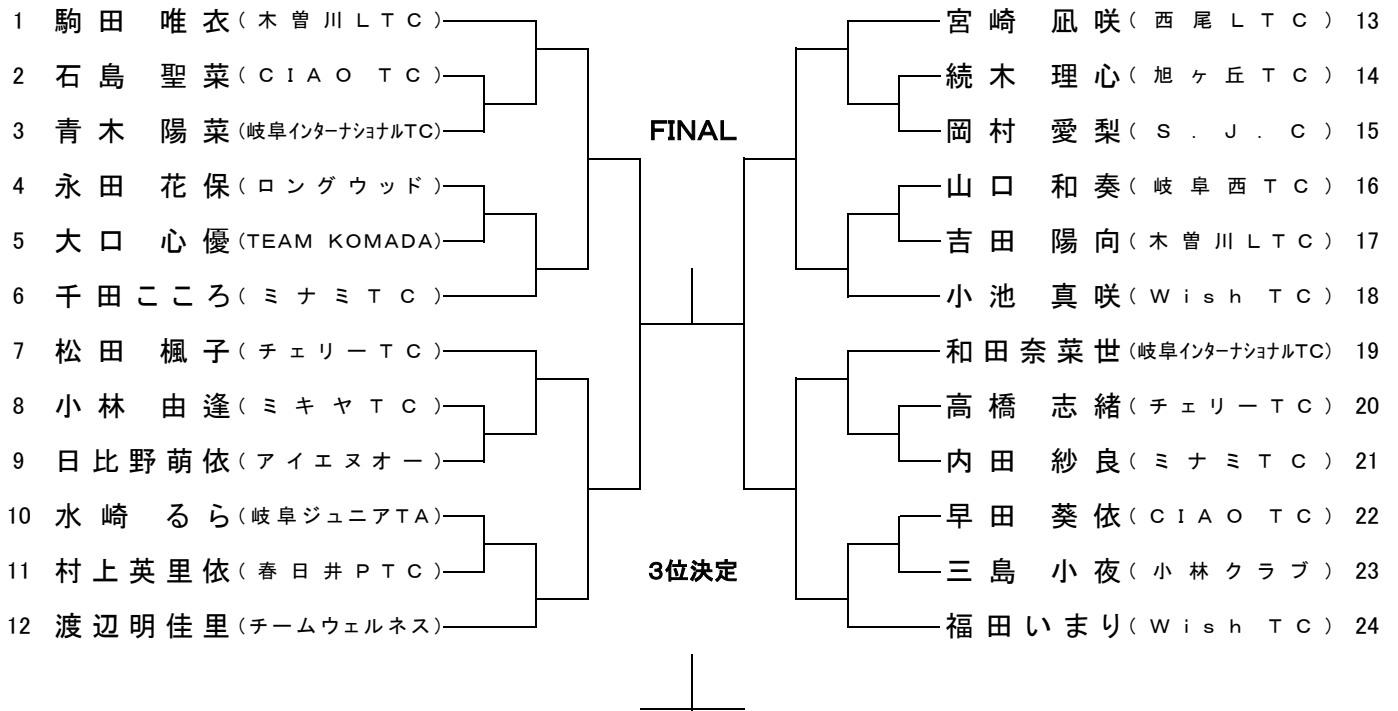 1 駒田 唯衣(木曽川LTC)
2 石島 聖菜(CIAO TC)
3 青木 陽菜(岐阜インターナショナルTC)
4 永田 花保(ロングウッド)
5 大口 心優(TEAM KOMADA)
6 千田こころ(ミナミTC)
7 松田 楓子(チェリーTC)
8 小林 由逢(ミキヤTC)
9 日比野萌依(アイエヌオー)
10 水崎 るら(岐阜ジュニアTA)
11 村上英里依(春日井PTC)
12 渡辺明佳里(チームウェルネス)
FINAL
3位決定
宮崎 凪咲(西尾LTC) 13
続木 理心(旭ヶ丘TC) 14
岡村 愛梨(S.J.C) 15
山口 和奏(岐阜西TC) 16
吉田 陽向(木曽川LTC) 17
小池 真咲(Wish TC) 18
和田奈菜世(岐阜インターナショナルTC) 19
高橋 志緒(チェリーTC) 20
内田 紗良(ミナミTC) 21
早田 葵依(CIAO TC) 22
三島 小夜(小林クラブ) 23
福田いまり(Wish TC) 24